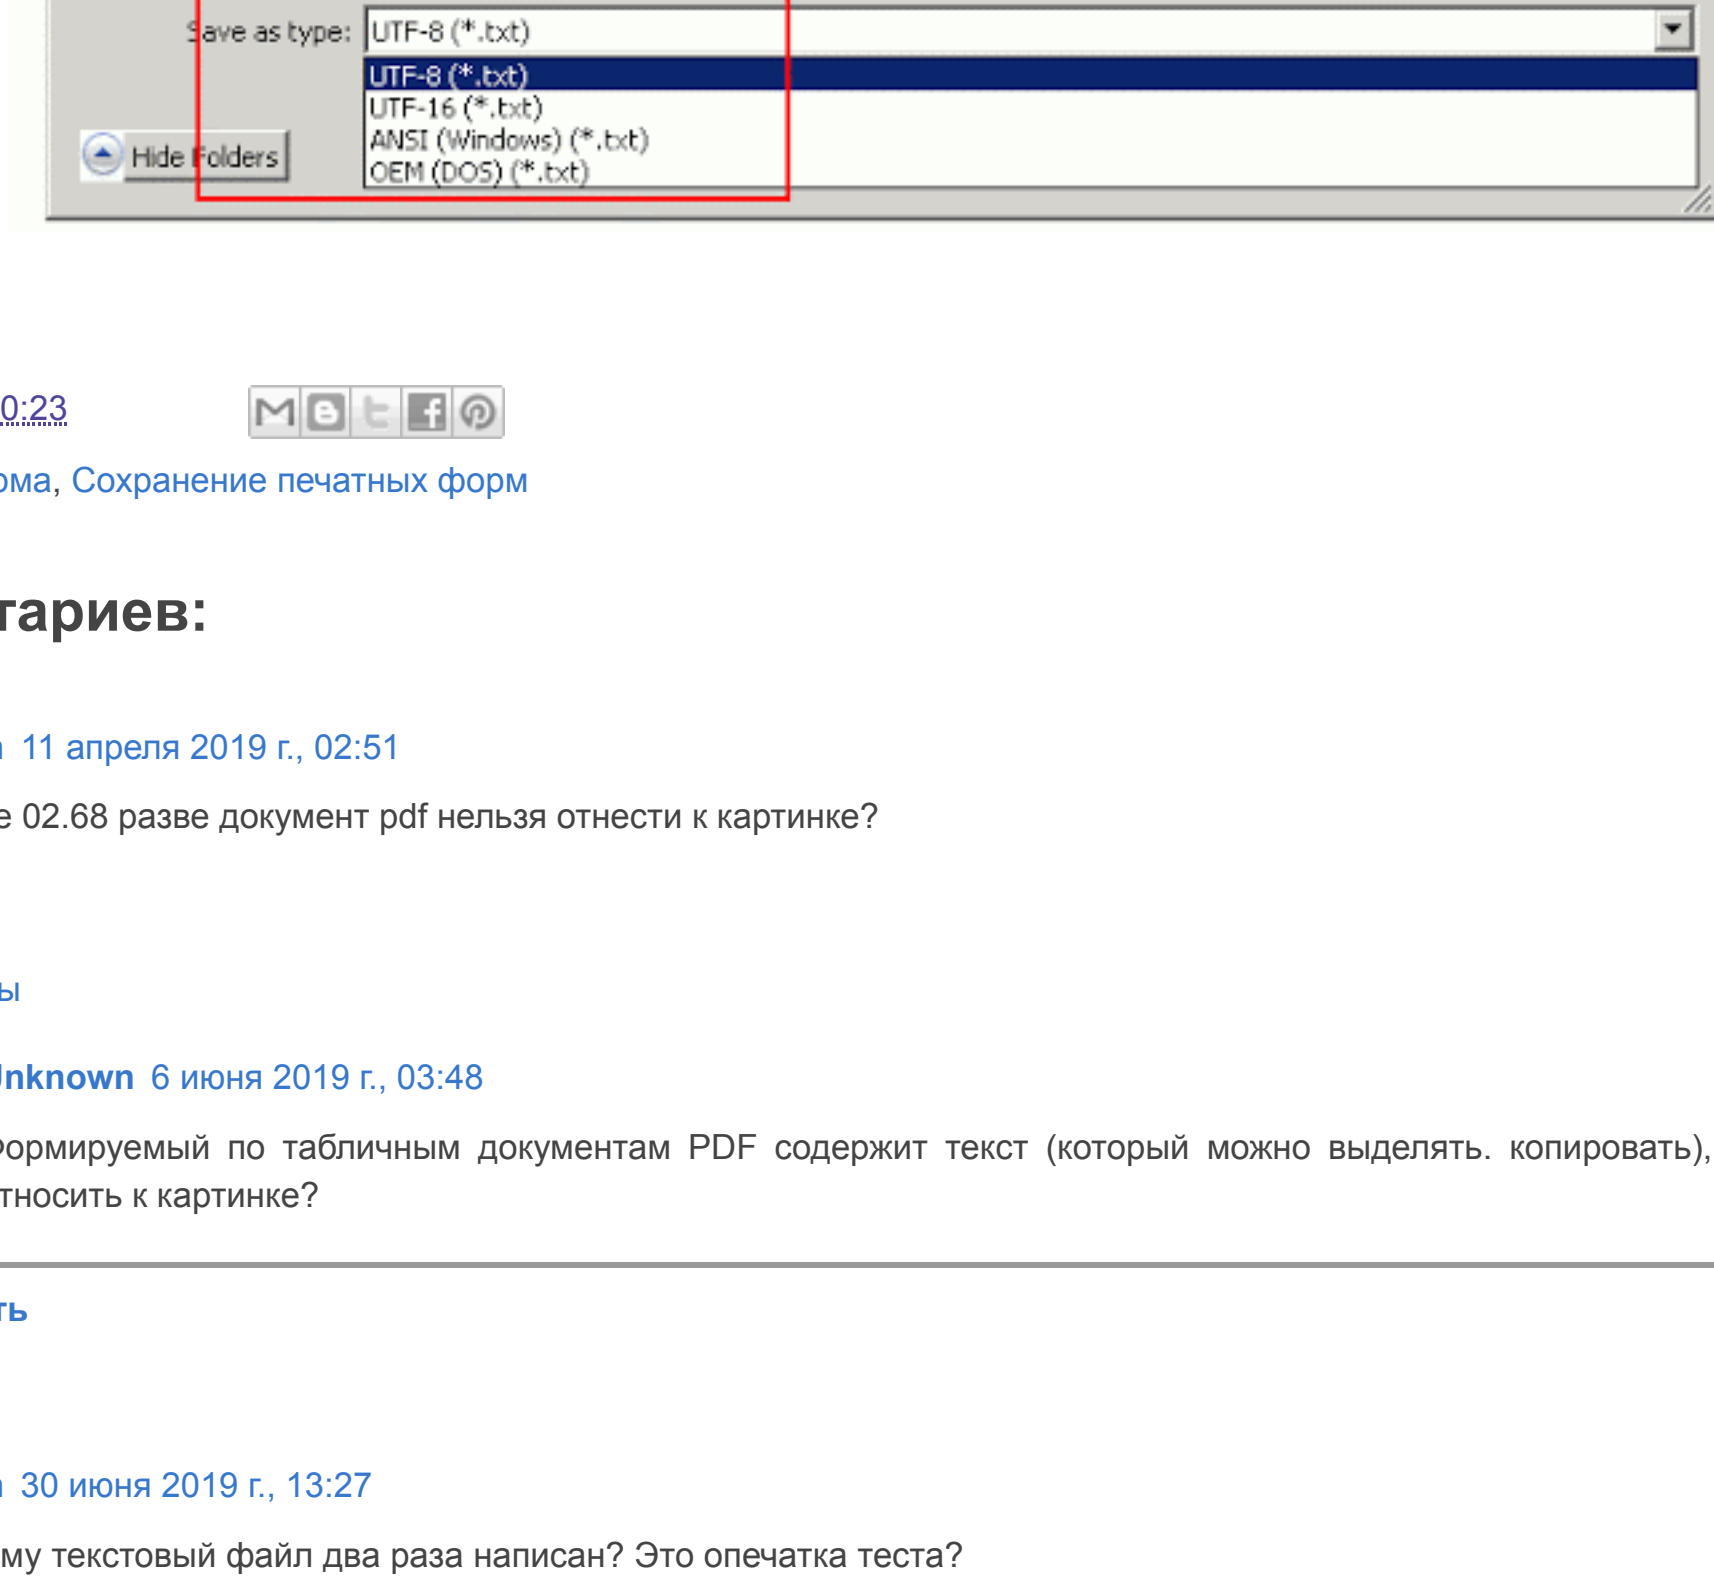 Save as type: UTF-8 (*.txt)
UTF-8 (*.txt)
UTF-16 (*.txt)
ANSI (Windows) (*.txt)
OEM (DOS) (*.txt)
Hide Folders
0:23
ома, Сохранение печатных форм
тариев:
11 апреля 2019 г., 02:51
е 02.68 разве документ pdf нельзя отнести к картинке?
ы
Unknown 6 июня 2019 г., 03:48
Формируемый по табличным документам PDF содержит текст (который можно выделять. копировать),
тносить к картинке?
ть
30 июня 2019 г., 13:27
му текстовый файл два раза написан? Это опечатка теста?